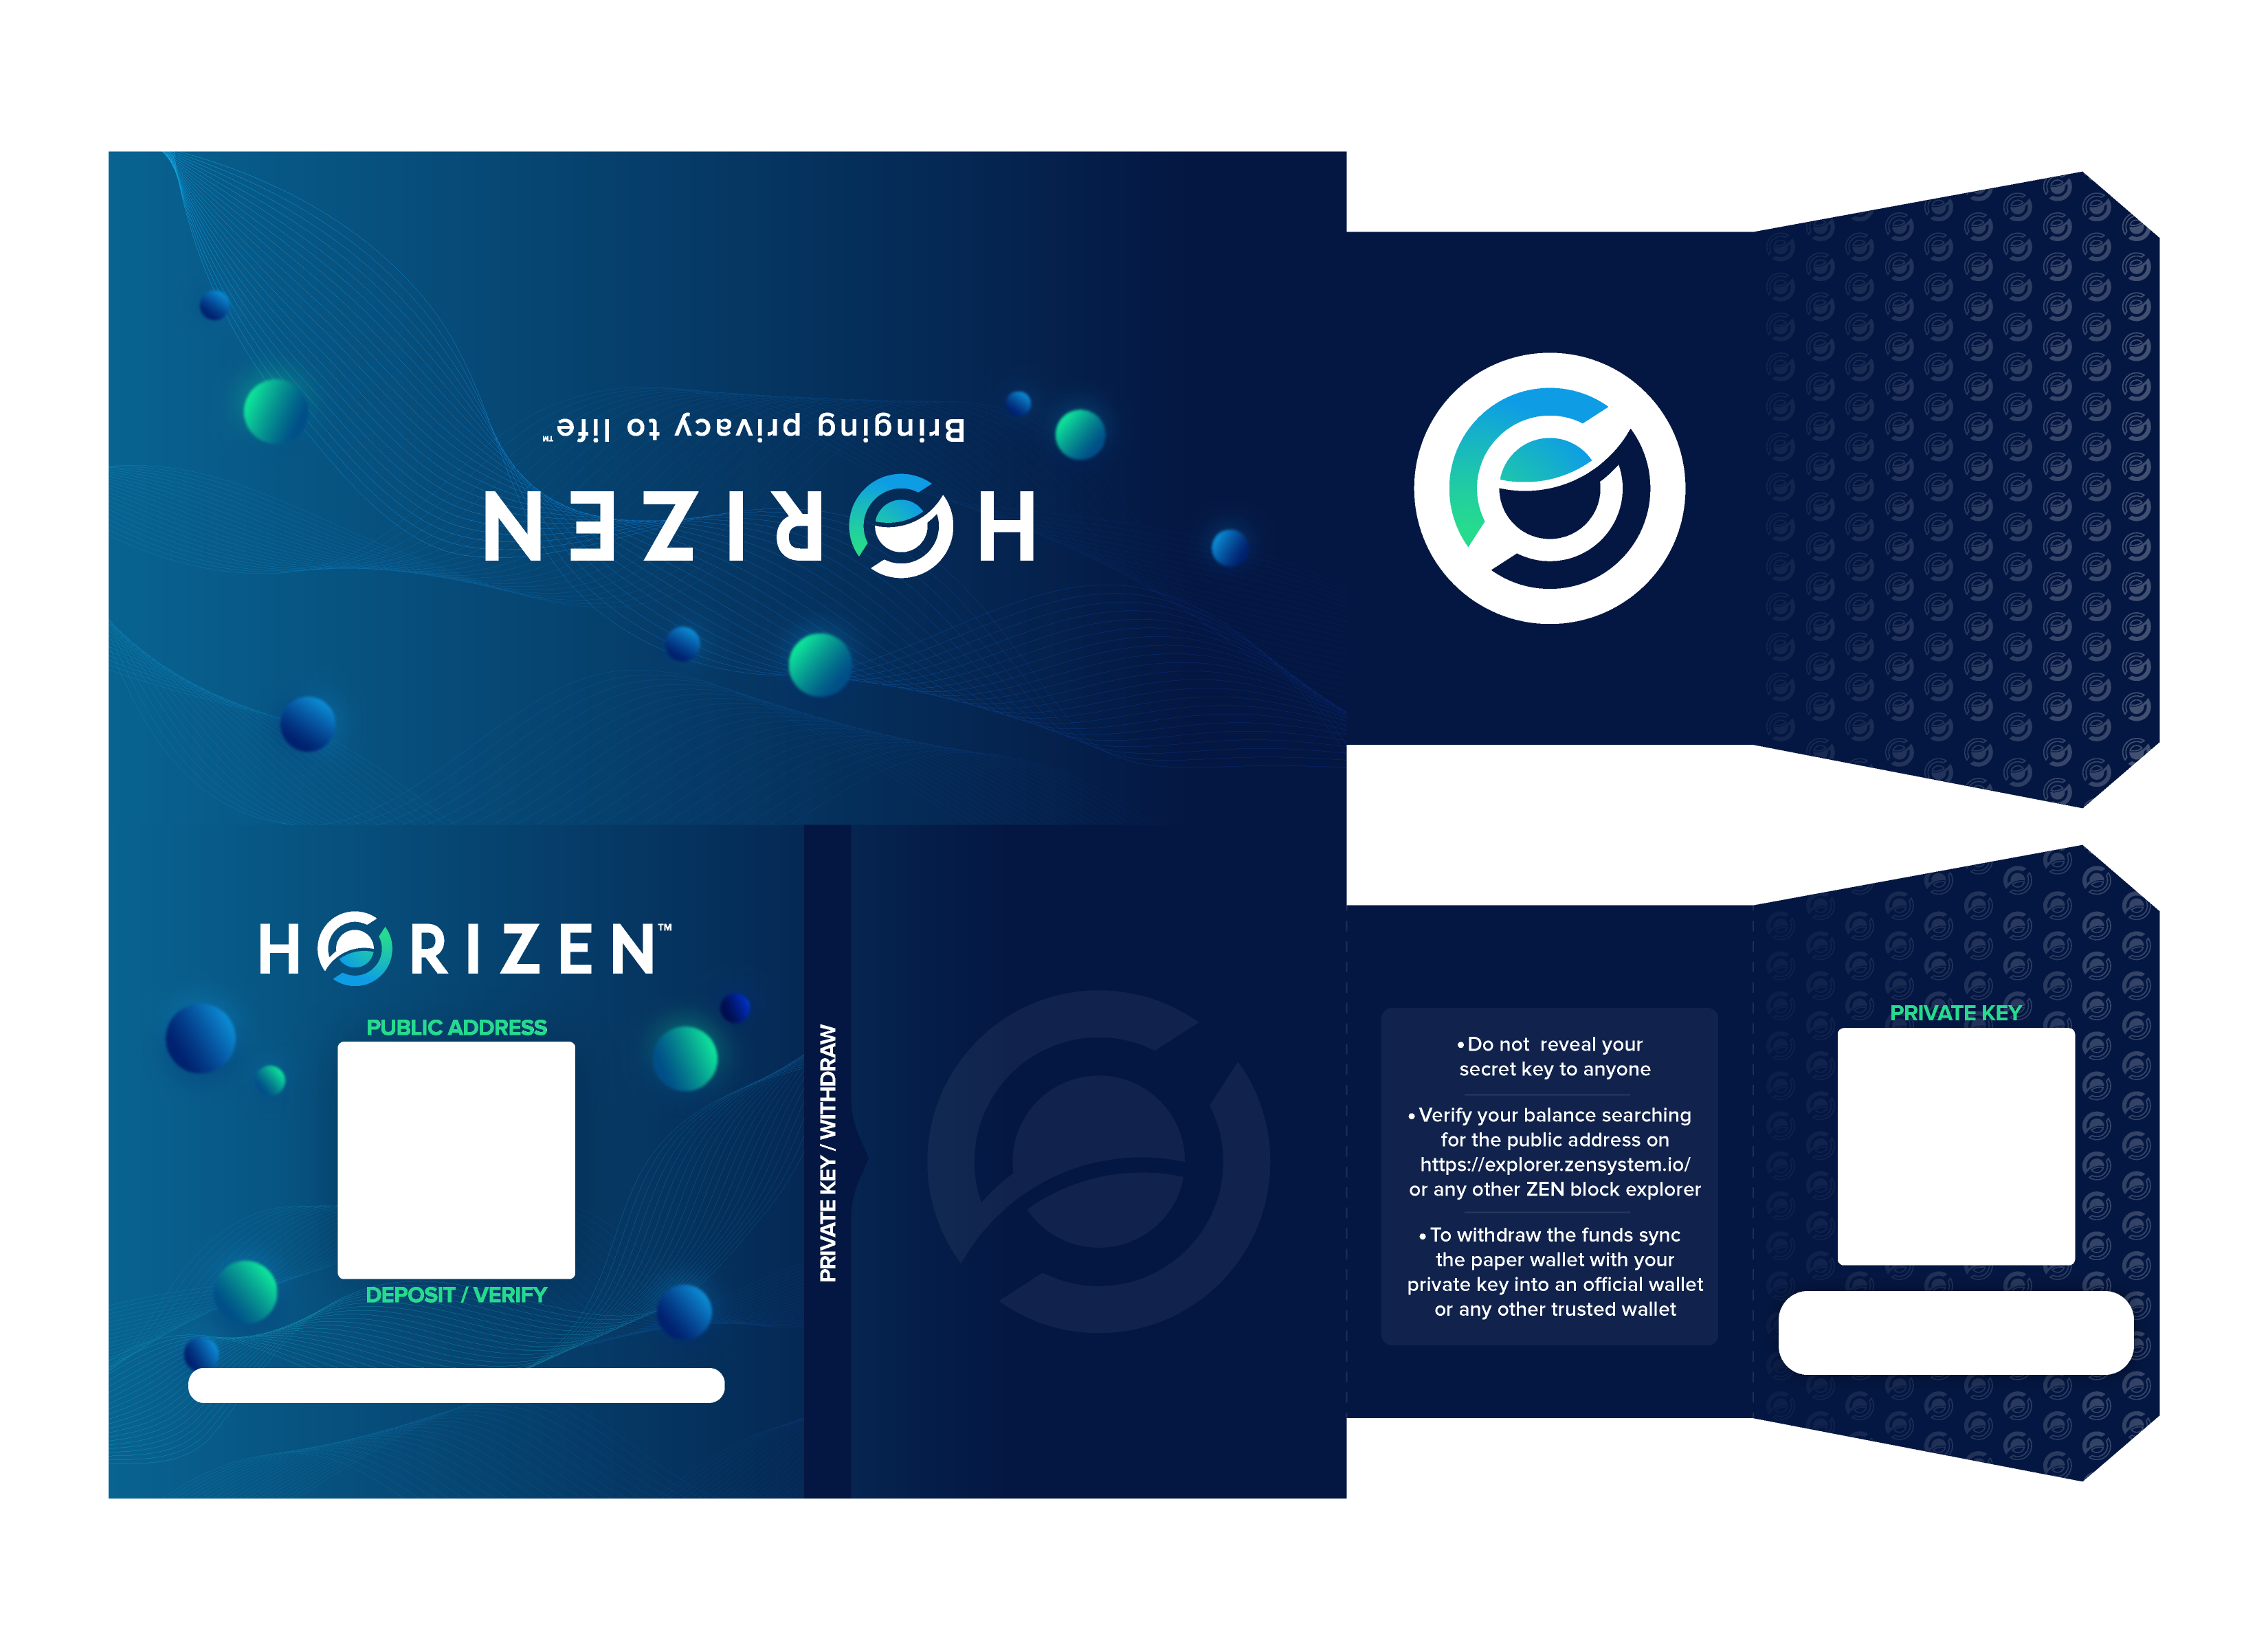 Bringing privacy to life™
HORIZEN
HORIZEN™
PUBLIC ADDRESS
DEPOSIT / VERIFY
PRIVATE KEY / WITHDRAW
• Do not reveal your
secret key to anyone
• Verify your balance searching
for the public address on
https://explorer.zensystem.io/
or any other ZEN block explorer
• To withdraw the funds sync
the paper wallet with your
private key into an official wallet
or any other trusted wallet
PRIVATE KEY